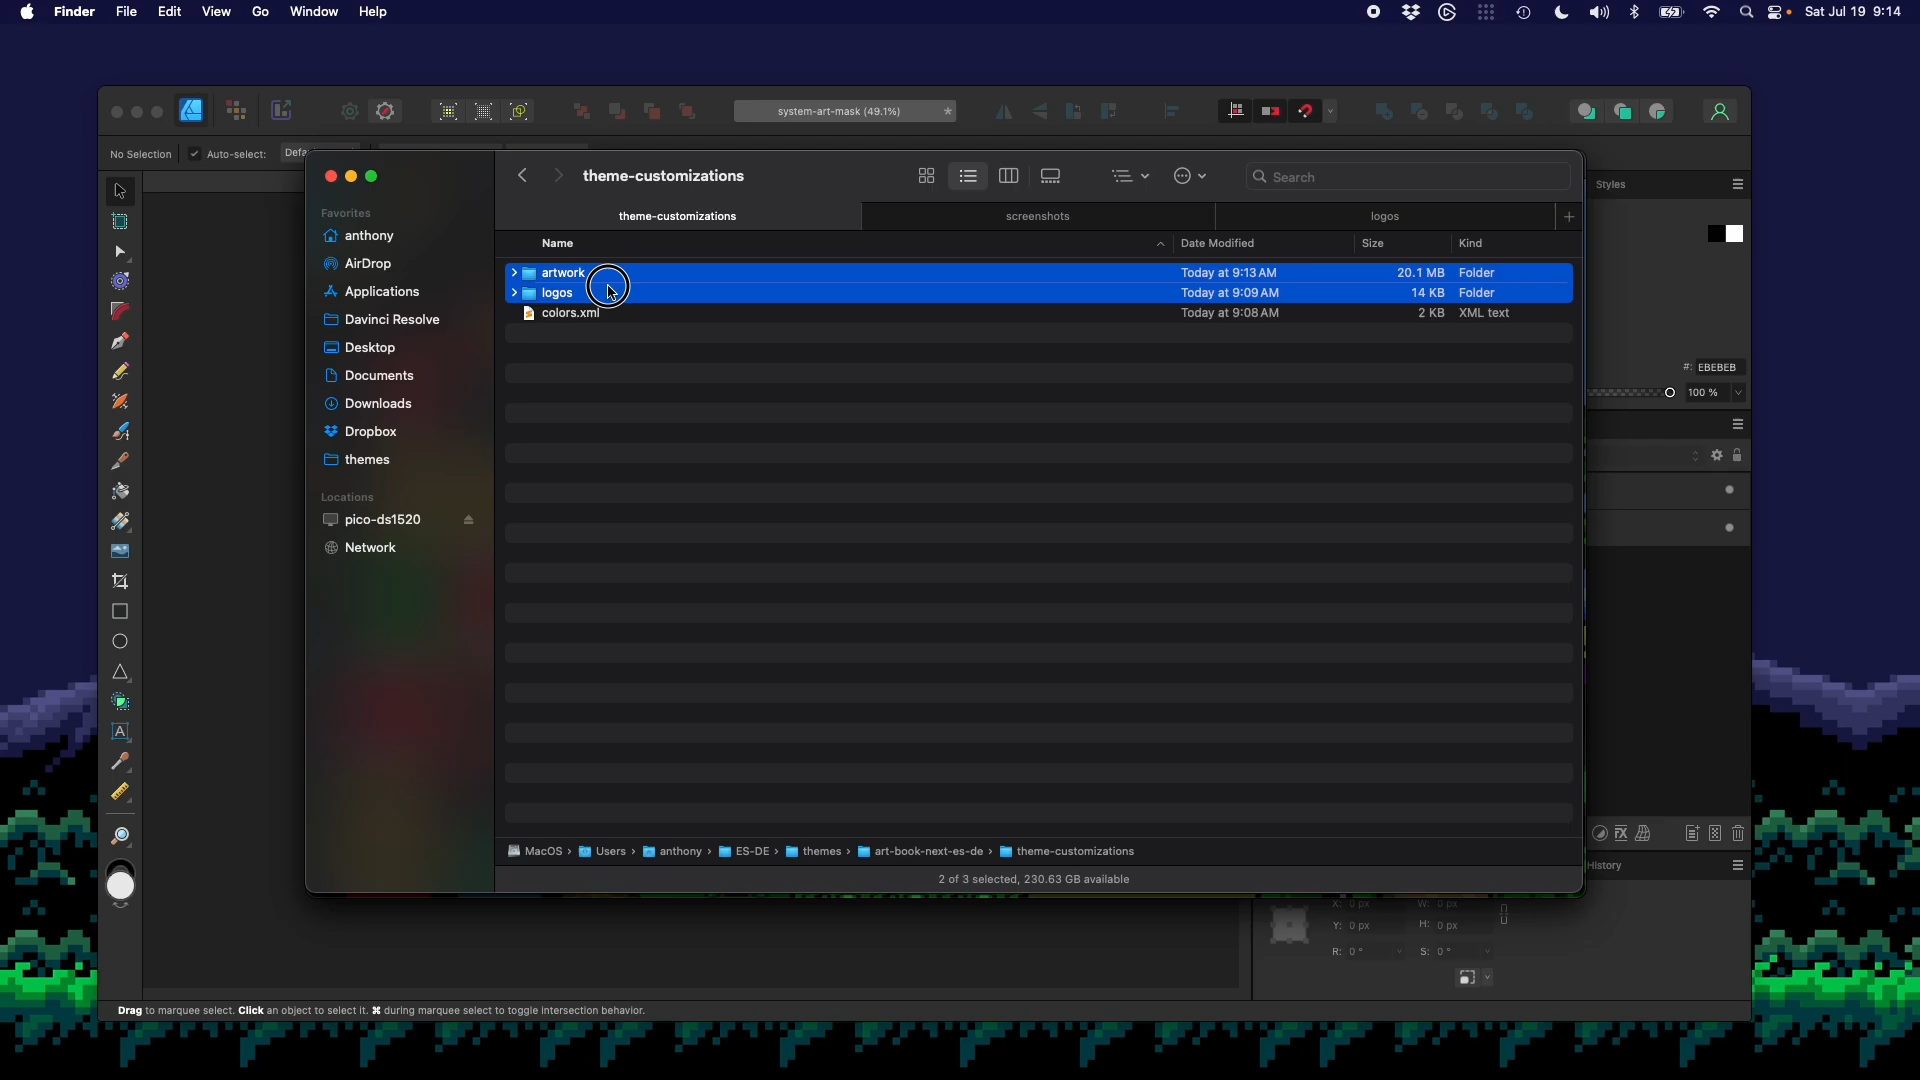 Finder File Edit View Go Window Help Sat Jul 19 9:14
system-art-mask (49.1%) *
No Selection Auto-select:
theme-customizations Search
Styles
Favorites
theme-customizations screenshots logos +
anthony
Name Date Modified Size Kind
AirDrop
artwork Today at 9:13 AM 20.1 MB Folder
Applications
logos Today at 9:09 AM 14 KB Folder
Davinci Resolve
colors.xml Today at 9:08 AM 2 KB XML text
Desktop
#: EBEBEB
Documents
100 %
Downloads
Dropbox
themes
Locations
pico-ds1520
Network
A
FX
MacOS › Users › anthony › ES-DE › themes › art-book-next-es-de › theme-customizations
History
2 of 3 selected, 230.63 GB available
X: 0 px W: 0 px
Y: 0 px H: 0 px
R: 0 ° S: 0 °
Drag to marquee select. Click an object to select it. ⌘ during marquee select to toggle intersection behavior.